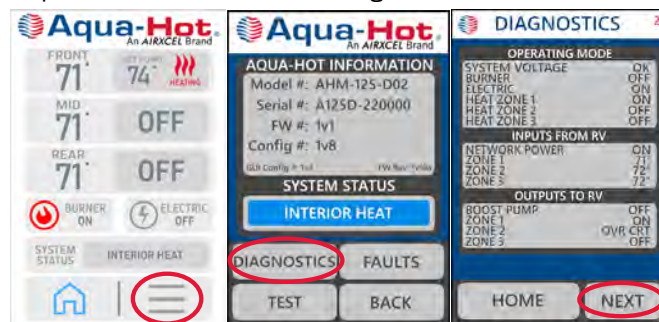 Aqua-Hot.
An AIRXCEL Brand
FRONT
71°
74°
HEATING
MID
71°
OFF
REAR
71°
OFF
BURNER
ON
ELECTRIC
OFF
SYSTEM
STATUS
INTERIOR HEAT
Aqua-Hot.
An AIRXCEL Brand
AQUA-HOT INFORMATION
Model #: AHM-125-D02
Serial #: A125D-220000
FW #: 1v1
Config #: 1v8
SYSTEM STATUS
INTERIOR HEAT
DIAGNOSTICS FAULTS
TEST BACK
DIAGNOSTICS
OPERATING MODE
SYSTEM VOLTAGE OK
BURNER OFF
ELECTRIC ON
HEAT ZONE 1 ON
HEAT ZONE 2 OFF
HEAT ZONE 3 OFF
INPUTS FROM RV
NETWORK POWER ON
ZONE 1 71°
ZONE 2 72°
ZONE 3 72°
OUTPUTS TO RV
BOOST PUMP OFF
ZONE 1 ON
ZONE 2 OVR CRT
ZONE 3 OFF
HOME NEXT